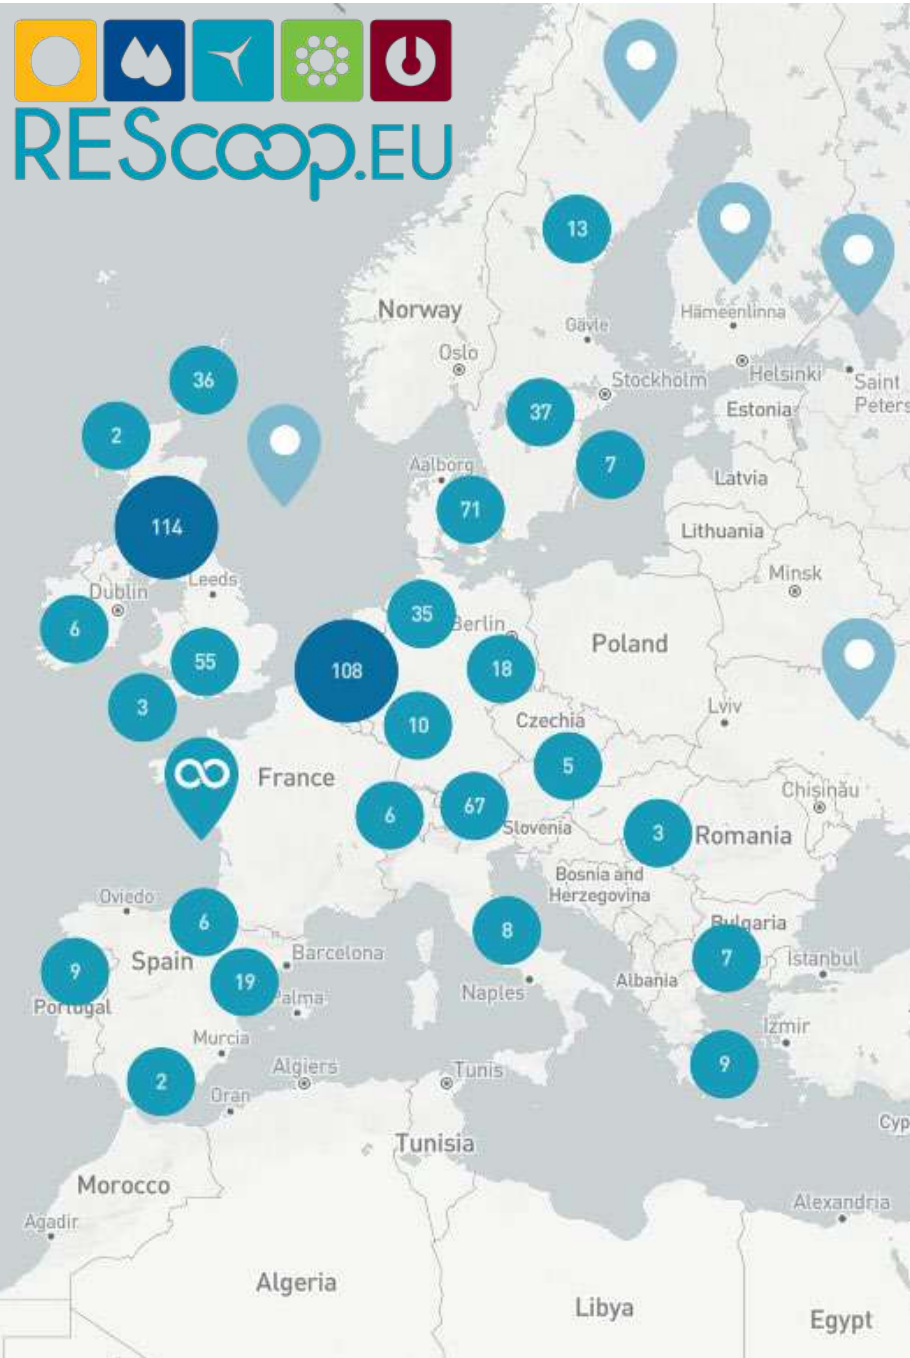 REScoop.EU
13
Norway
Hämeenlinna
Gävle
Oslo
Helsinki
36
Stockholm
Saint
Peters
37
Estonia
2
Aalborg
7
Latvia
71
114
Lithuania
Leeds
Minsk
Dublin
35
6
Berlin
Poland
55
108
18
3
Lviv
10
Czechia
5
France
Chișinău
6
67
Slovenia
3
Romania
Bosnia and
Herzegovina
Oviedo
6
8
Bulgaria
Spain
Barcelona
7
Istanbul
9
19
Albania
Palma
Naples
Portugal
Izmir
Murcia
9
Algiers
Tunis
2
Oran
Cyp
Tunisia
Morocco
Alexandria
Agadir
Algeria
Libya
Egypt